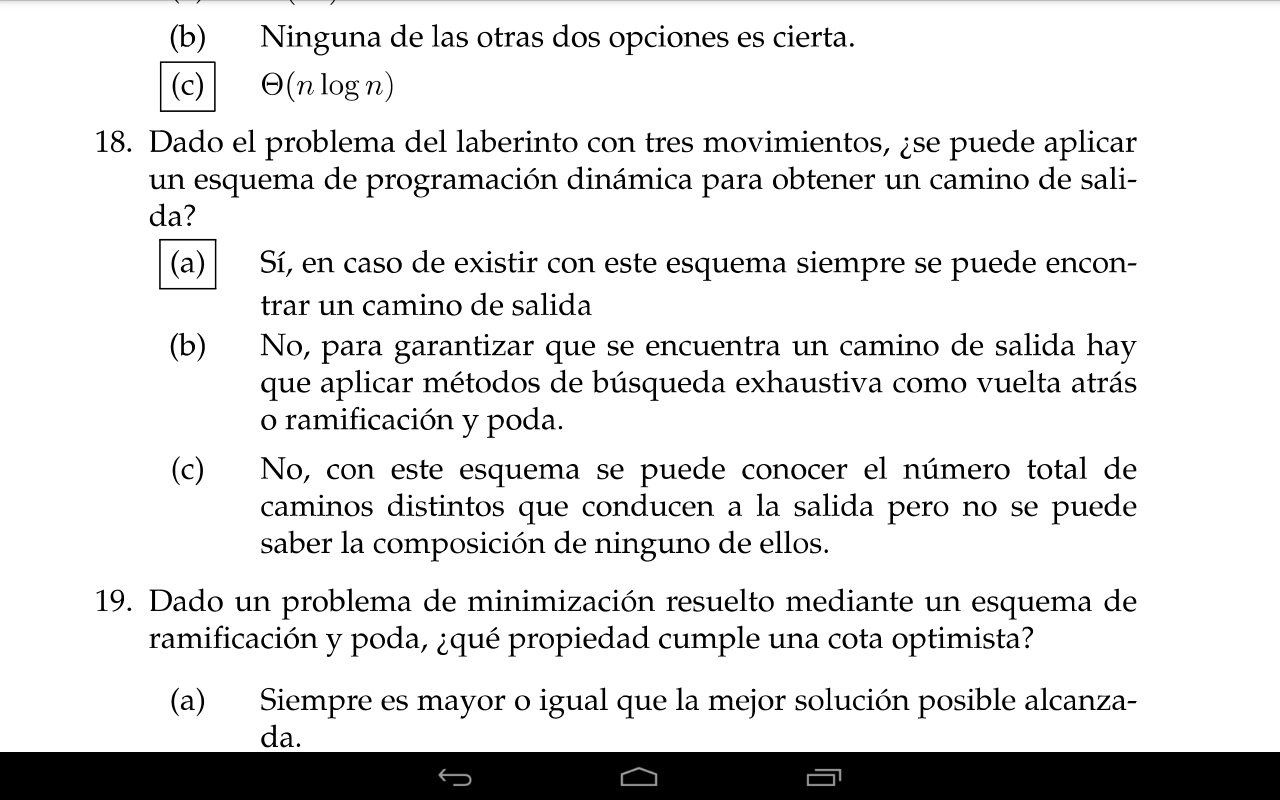 (b) Ninguna de las otras dos opciones es cierta.
(c) Θ(n log n)
18. Dado el problema del laberinto con tres movimientos, ¿se puede aplicar
un esquema de programación dinámica para obtener un camino de sali-
da?
(a) Sí, en caso de existir con este esquema siempre se puede encon-
trar un camino de salida
(b) No, para garantizar que se encuentra un camino de salida hay
que aplicar métodos de búsqueda exhaustiva como vuelta atrás
o ramificación y poda.
(c) No, con este esquema se puede conocer el número total de
caminos distintos que conducen a la salida pero no se puede
saber la composición de ninguno de ellos.
19. Dado un problema de minimización resuelto mediante un esquema de
ramificación y poda, ¿qué propiedad cumple una cota optimista?
(a) Siempre es mayor o igual que la mejor solución posible alcanza-
da.